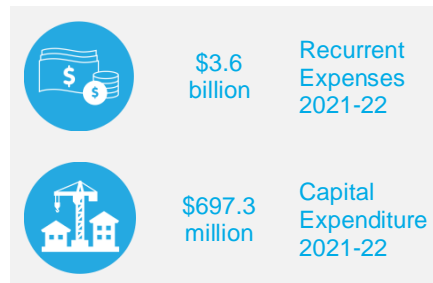 $
$
$3.6
billion
Recurrent
Expenses
2021-22
$697.3
million
Capital
Expenditure
2021-22